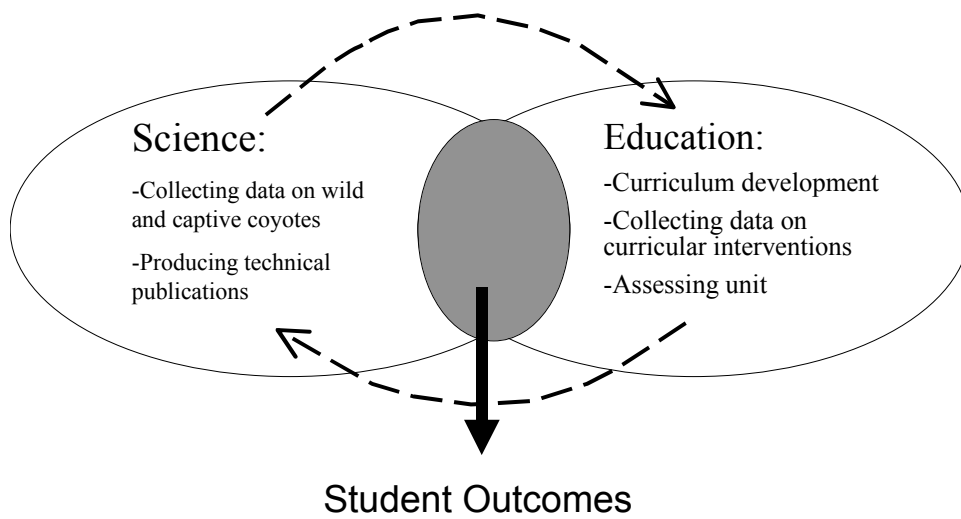 Science:
-Collecting data on wild
and captive coyotes
-Producing technical
publications
Education:
-Curriculum development
-Collecting data on
curricular interventions
-Assessing unit
Student Outcomes